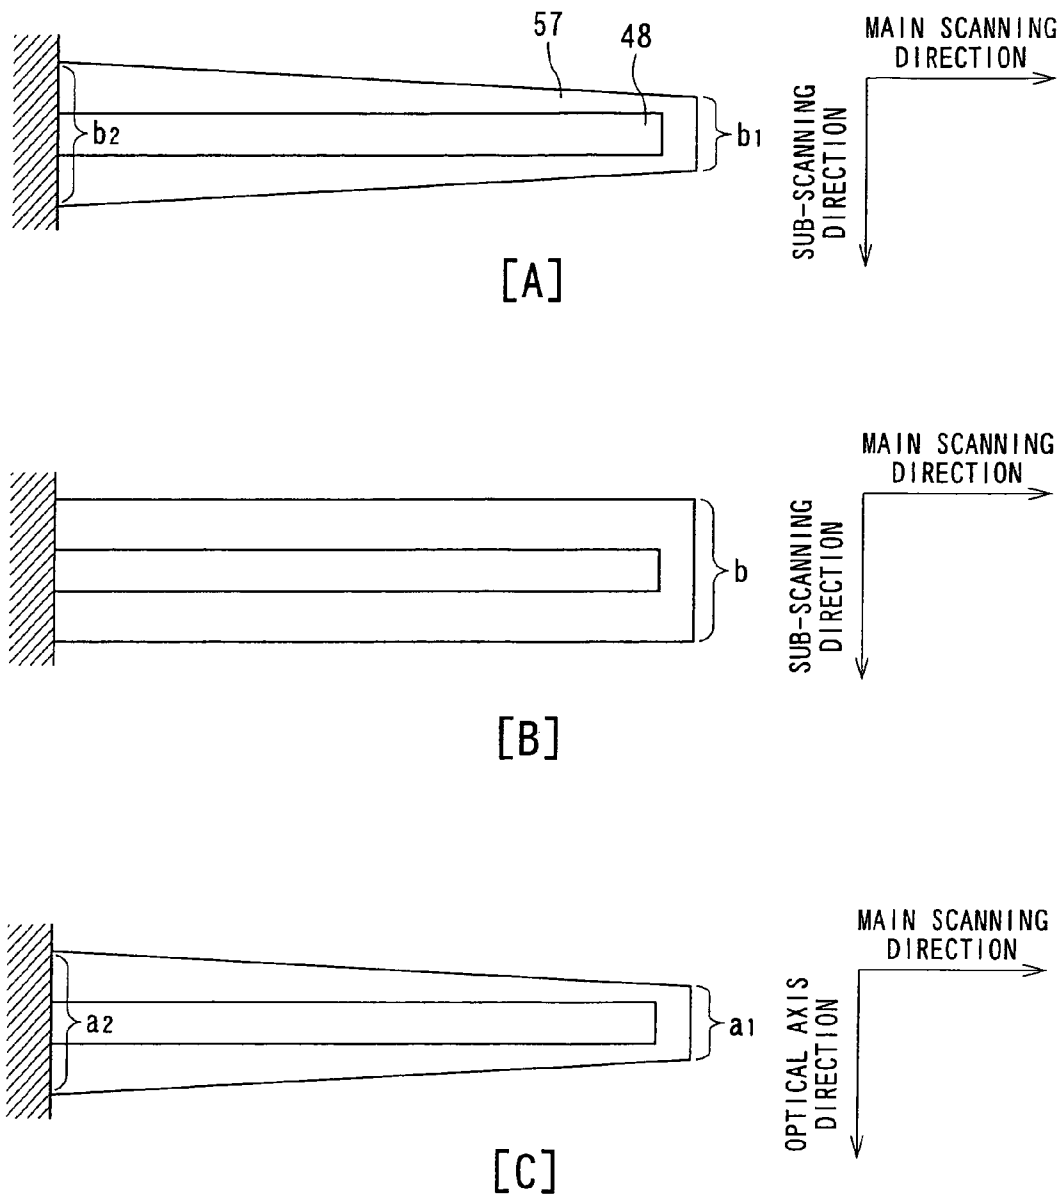 57
48
b2
b1
MAIN SCANNING
DIRECTION
SUB-SCANNING
DIRECTION
[A]
b
MAIN SCANNING
DIRECTION
SUB-SCANNING
DIRECTION
[B]
a2
a1
MAIN SCANNING
DIRECTION
OPTICAL AXIS
DIRECTION
[C]